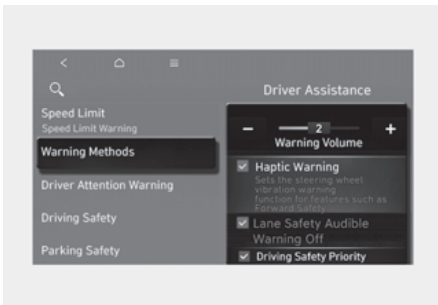 Driver Assistance
Speed Limit
Speed Limit Warning
Warning Methods
Driver Attention Warning
Driving Safety
Parking Safety
- 2 +
Warning Volume
Haptic Warning
Sets the steering wheel
vibration warning
function for features such as
Forward Safety
Lane Safety Audible
Warning Off
Driving Safety Priority